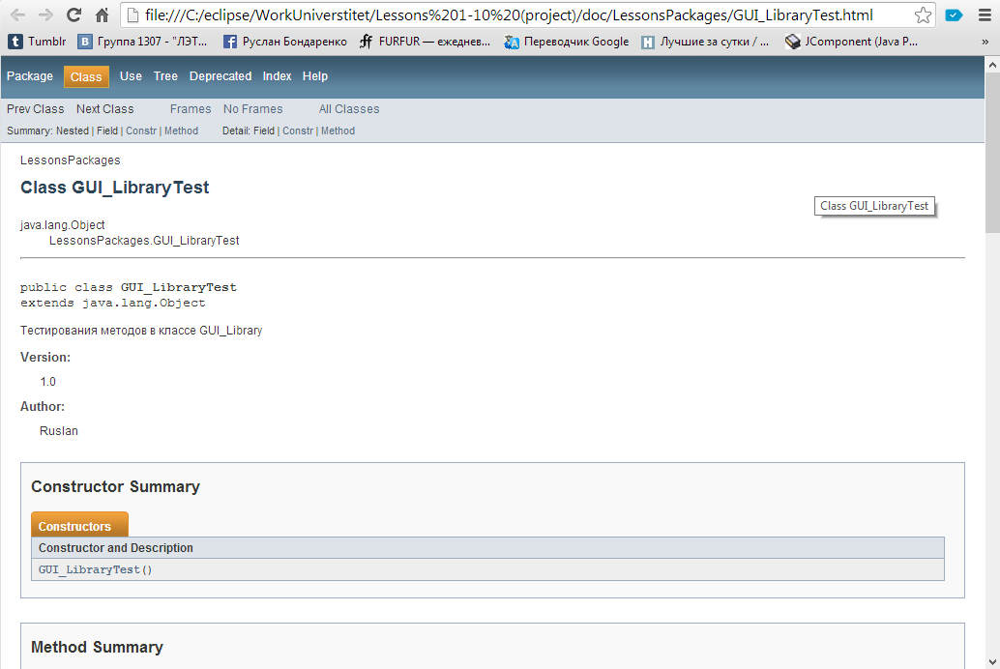 file:///C:/eclipse/WorkUniverstitet/Lessons%201-10%20(project)/doc/LessonsPackages/GUI_LibraryTest.html
Tumblr Группа 1307 - "ЛЭТ... Руслан Бондаренко FURFUR — ежеднев... Переводчик Google Лучшие за сутки / ... JComponent (Java P... »
Package Class Use Tree Deprecated Index Help
Prev Class Next Class Frames No Frames All Classes
Summary: Nested | Field | Constr | Method Detail: Field | Constr | Method
LessonsPackages
Class GUI_LibraryTest
Class GUI_LibraryTest
java.lang.Object
LessonsPackages.GUI_LibraryTest
public class GUI_LibraryTest
extends java.lang.Object
Тестирования методов в классе GUI_Library
Version:
1.0
Author:
Ruslan
Constructor Summary
Constructors
Constructor and Description
GUI_LibraryTest()
Method Summary